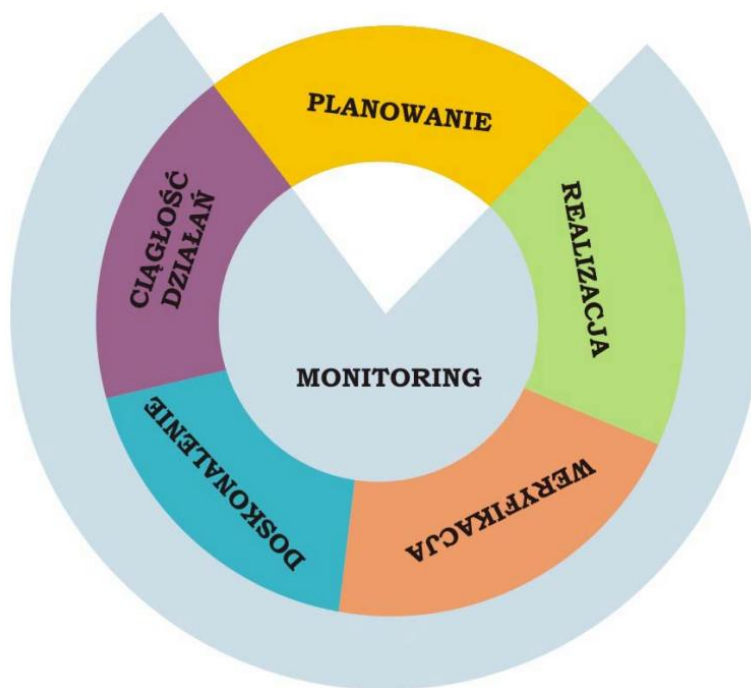 PLANOWANIE
REALIZACJA
WERYFIKACJA
DOSKONALENIE
CIĄGŁOŚĆ
DZIAŁAŃ
MONITORING